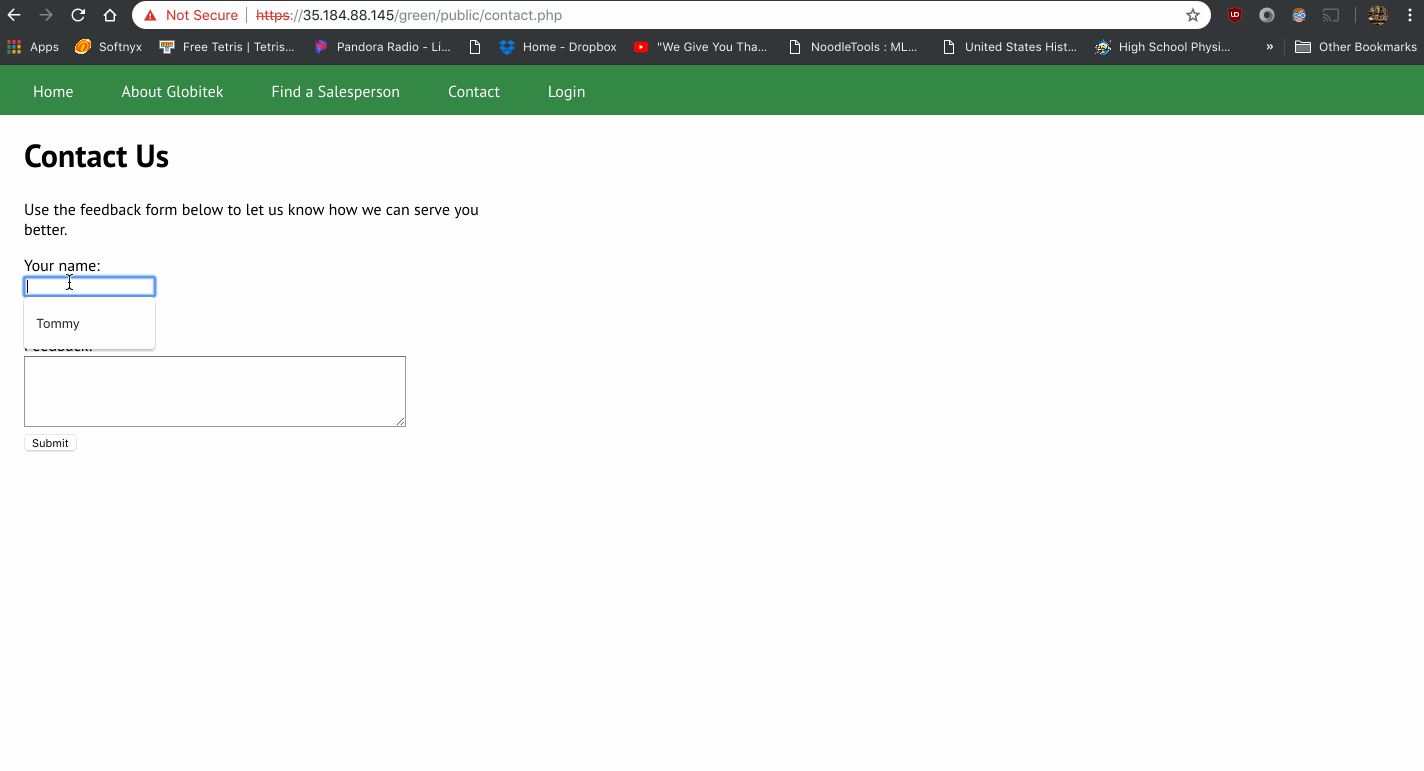 Not Secure https://35.184.88.145/green/public/contact.php
Apps Softnyx Free Tetris | Tetris... Pandora Radio - Li... Home - Dropbox "We Give You Tha... NoodleTools : ML... United States Hist... High School Physi... » Other Bookmarks
Home About Globitek Find a Salesperson Contact Login
Contact Us
Use the feedback form below to let us know how we can serve you
better.
Your name:
Tommy
Feedback:
Submit